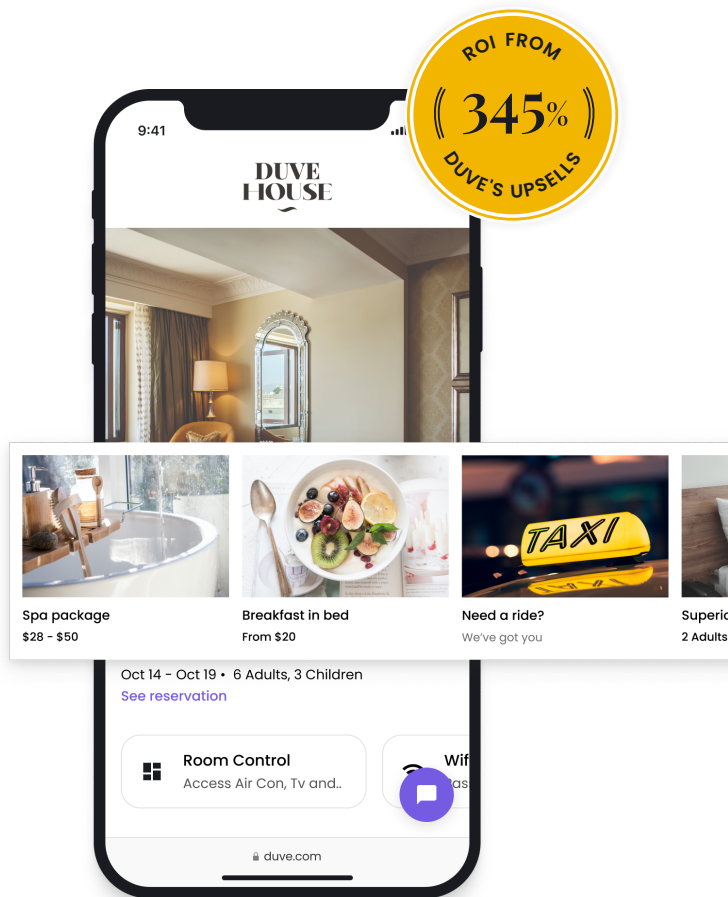 ROI FROM
345%
DUVE'S UPSELLS
9:41
DUVE
HOUSE
TAXI
Spa package
$28 - $50
Breakfast in bed
From $20
Need a ride?
We've got you
2 Adults
Oct 14 - Oct 19 • 6 Adults, 3 Children
See reservation
Room Control
Access Air Con, Tv and..
duve.com